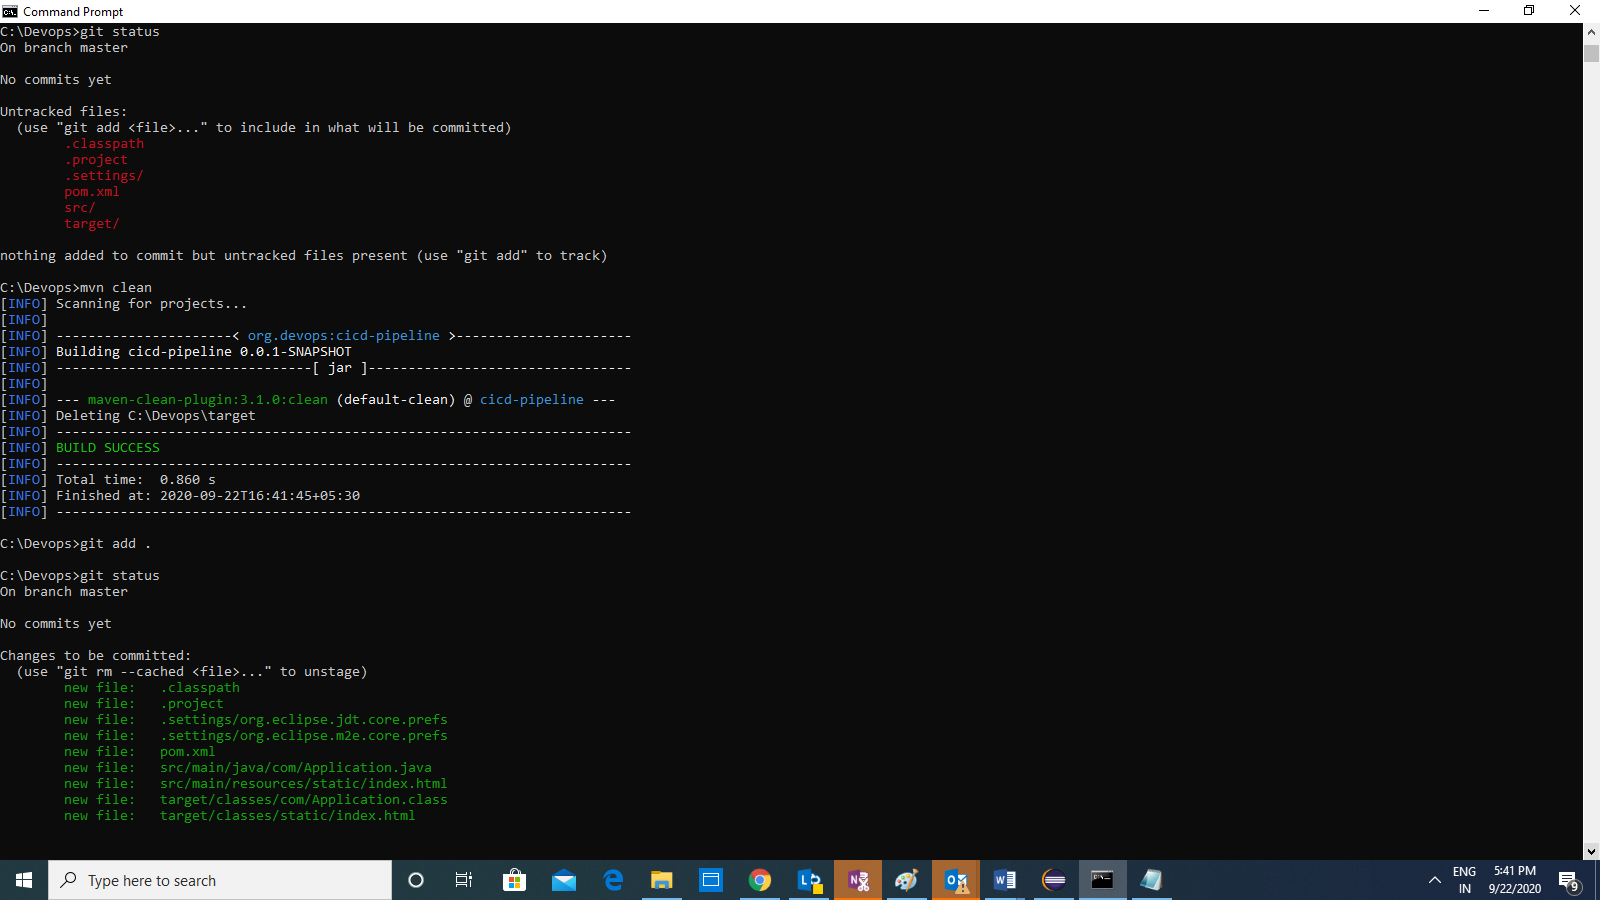 Command Prompt
C:\Devops>git status
On branch master
No commits yet
Untracked files:
  (use "git add <file>..." to include in what will be committed)
        .classpath
        .project
        .settings/
        pom.xml
        src/
        target/
nothing added to commit but untracked files present (use "git add" to track)
C:\Devops>mvn clean
[INFO] Scanning for projects...
[INFO]
[INFO] ----------------------< org.devops:cicd-pipeline >----------------------
[INFO] Building cicd-pipeline 0.0.1-SNAPSHOT
[INFO] --------------------------------[ jar ]---------------------------------
[INFO]
[INFO] --- maven-clean-plugin:3.1.0:clean (default-clean) @ cicd-pipeline ---
[INFO] Deleting C:\Devops\target
[INFO] ------------------------------------------------------------------------
[INFO] BUILD SUCCESS
[INFO] ------------------------------------------------------------------------
[INFO] Total time:  0.860 s
[INFO] Finished at: 2020-09-22T16:41:45+05:30
[INFO] ------------------------------------------------------------------------
C:\Devops>git add .
C:\Devops>git status
On branch master
No commits yet
Changes to be committed:
  (use "git rm --cached <file>..." to unstage)
        new file:   .classpath
        new file:   .project
        new file:   .settings/org.eclipse.jdt.core.prefs
        new file:   .settings/org.eclipse.m2e.core.prefs
        new file:   pom.xml
        new file:   src/main/java/com/Application.java
        new file:   src/main/resources/static/index.html
        new file:   target/classes/com/Application.class
        new file:   target/classes/static/index.html
Type here to search
ENG
IN
5:41 PM
9/22/2020
9